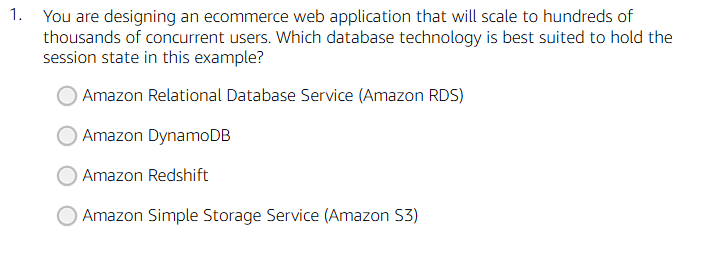 1. You are designing an ecommerce web application that will scale to hundreds of
thousands of concurrent users. Which database technology is best suited to hold the
session state in this example?
Amazon Relational Database Service (Amazon RDS)
Amazon DynamoDB
Amazon Redshift
Amazon Simple Storage Service (Amazon S3)